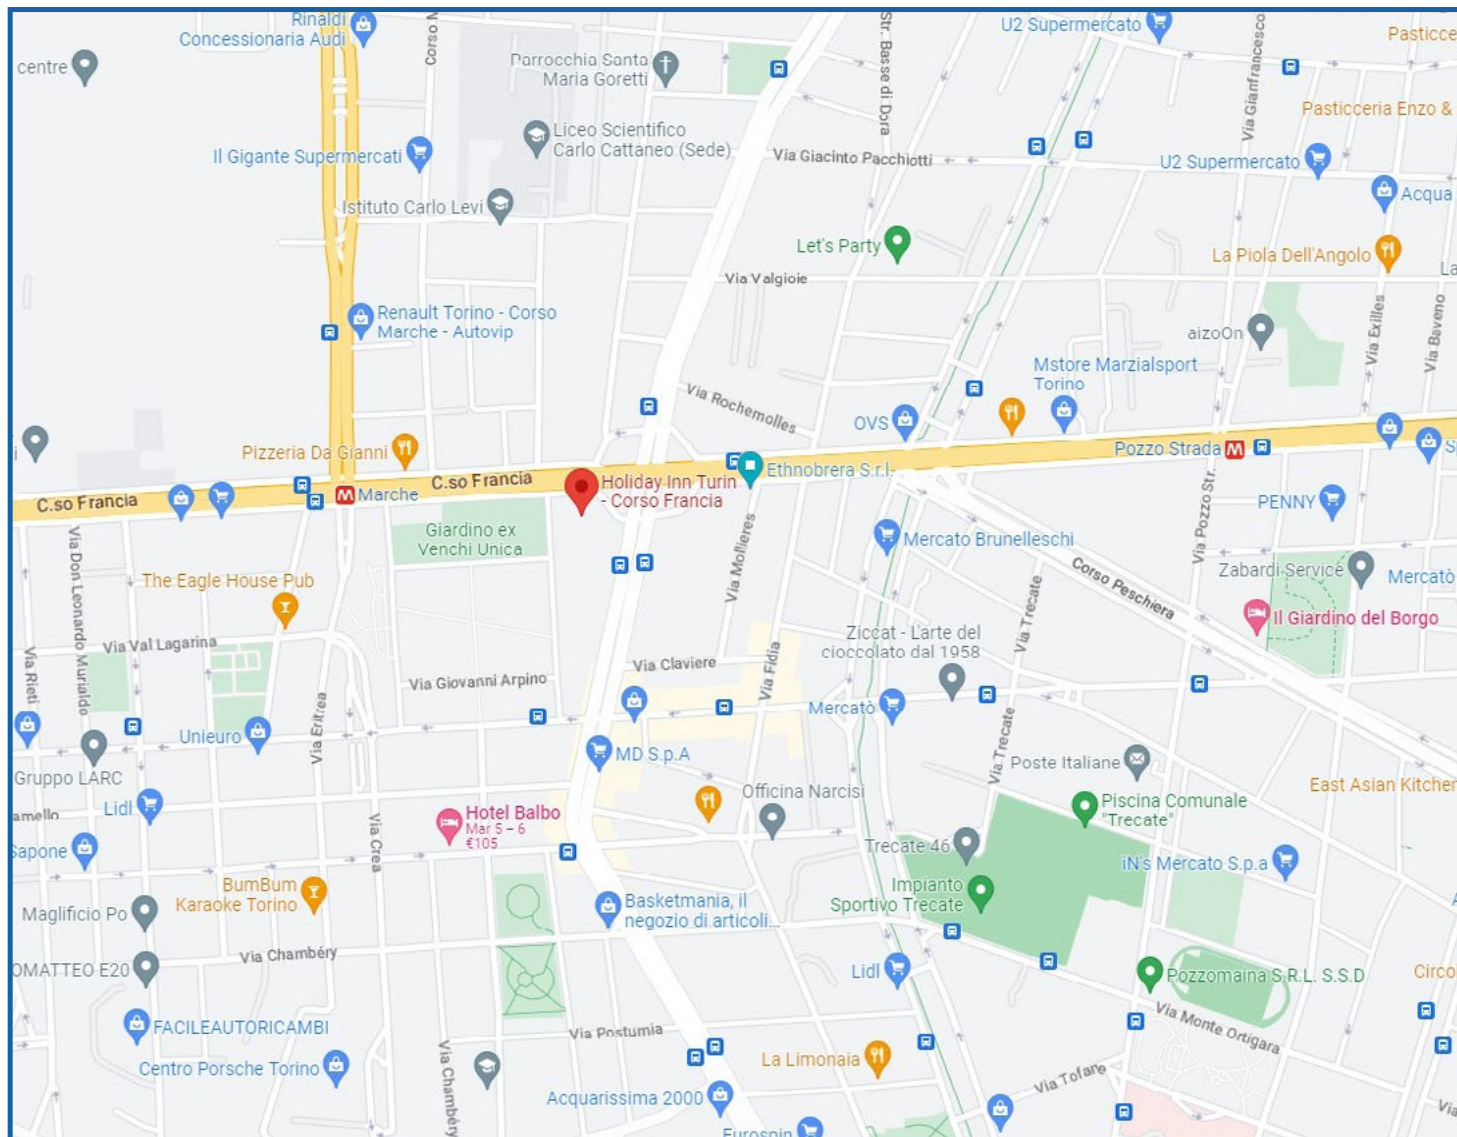 Rinaldi
Concessionaria Audi
centre
Parrocchia Santa
Maria Goretti
Str. Basse di Dora
U2 Supermercato
Via Gianfrancesco
Il Gigante Supermercati
Liceo Scientifico
Carlo Cattaneo (Sede)
Via Giacinto Pacchiotti
Pasticceria Enzo &
U2 Supermercato
Istituto Carlo Levi
Acqua
Let's Party
La Piola Dell'Angolo
Via Valgioie
Renault Torino - Corso
Marche - Autovip
aizoOn
Via Exilles
Via Baveno
Mstore Marzialsport
Torino
Via Rochemolles
OVS
Pizzeria Da Gianni
Pozzo Strada
Ethnobrera S.r.l.
C.so Francia
C.so Francia
Marche
Holiday Inn Turin
- Corso Francia
PENNY
Via Pozzo Str.
Giardino ex
Venchi Unica
Via Mollieres
Mercato Brunelleschi
Via Don Leonardo Murialdo
The Eagle House Pub
Corso Peschiera
Zabardi Service
Mercatò
Via Trecate
Il Giardino del Borgo
Via Val Lagarina
Via Rieti
Ziccat - L'arte del
cioccolato dal 1958
Via Claviere
Via Fidia
Via Giovanni Arpino
Via Eritrea
Mercatò
Unieuro
Via Trecate
Gruppo LARC
MD S.p.A
Poste Italiane
East Asian Kitchen
Lidl
Officina Narcisi
Piscina Comunale
"Trecate"
Hotel Balbo
Mar 5 – 6
€105
Via Crea
Trecate 46
Sapone
iN's Mercato S.p.a
BumBum
Karaoke Torino
Impianto
Sportivo Trecate
Maglificio Po
Basketmania, il
negozio di articoli...
Via Chambéry
OMATTEO E20
Lidl
Pozzomaina S.R.L. S.S.D
FACILEAUTORICAMBI
Via Postumia
Via Monte Ortigara
Centro Porsche Torino
Via Chambéry
La Limonaia
Via Tofane
Acquarissima 2000
Eurospin